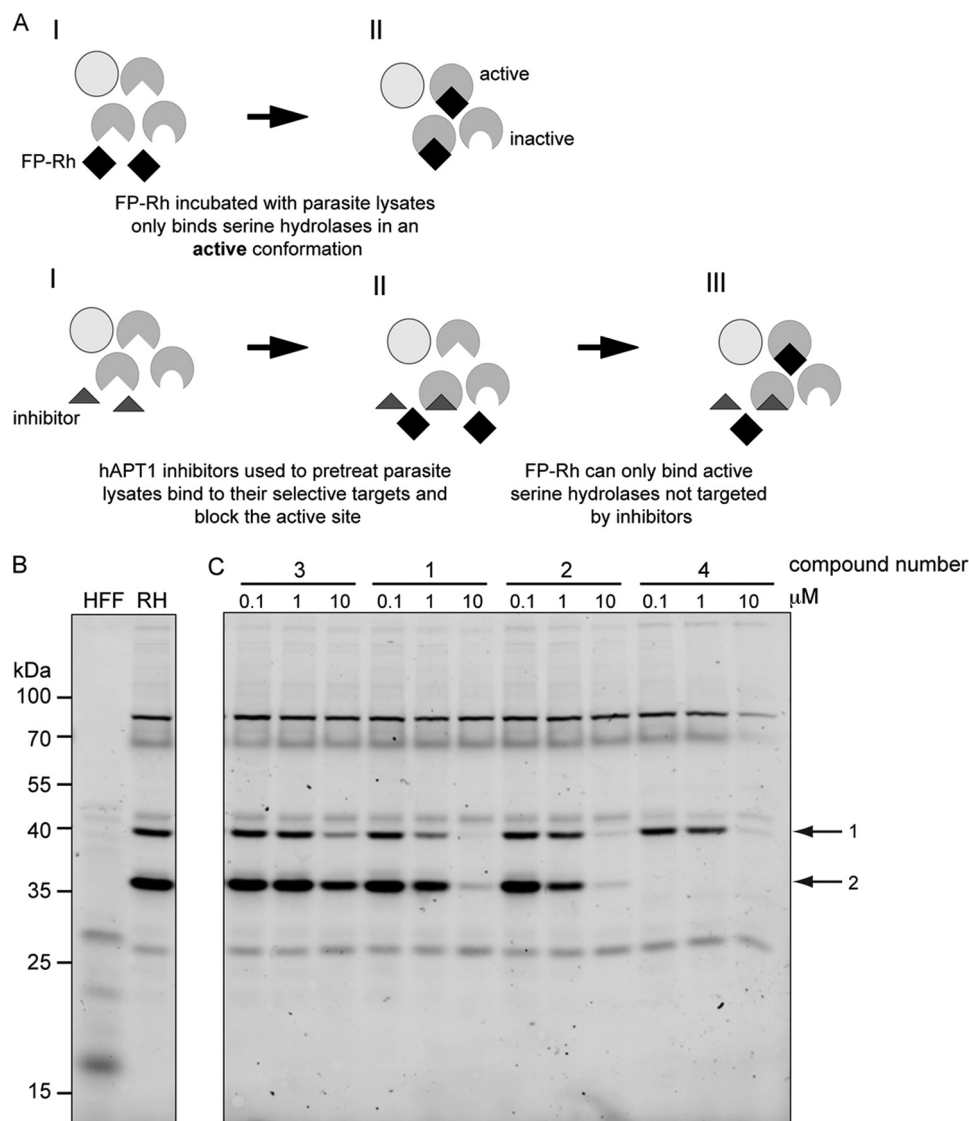 A
I
II
active
inactive
FP-Rh
FP-Rh incubated with parasite lysates
only binds serine hydrolases in an
active conformation
I
II
III
inhibitor
hAPT1 inhibitors used to pretreat parasite
lysates bind to their selective targets and
block the active site
FP-Rh can only bind active
serine hydrolases not targeted
by inhibitors
B
C
3 1 2 4 compound number
HFF RH
0.1 1 10 0.1 1 10 0.1 1 10 0.1 1 10 μM
kDa
100
70
55
40
35
25
15
1
2